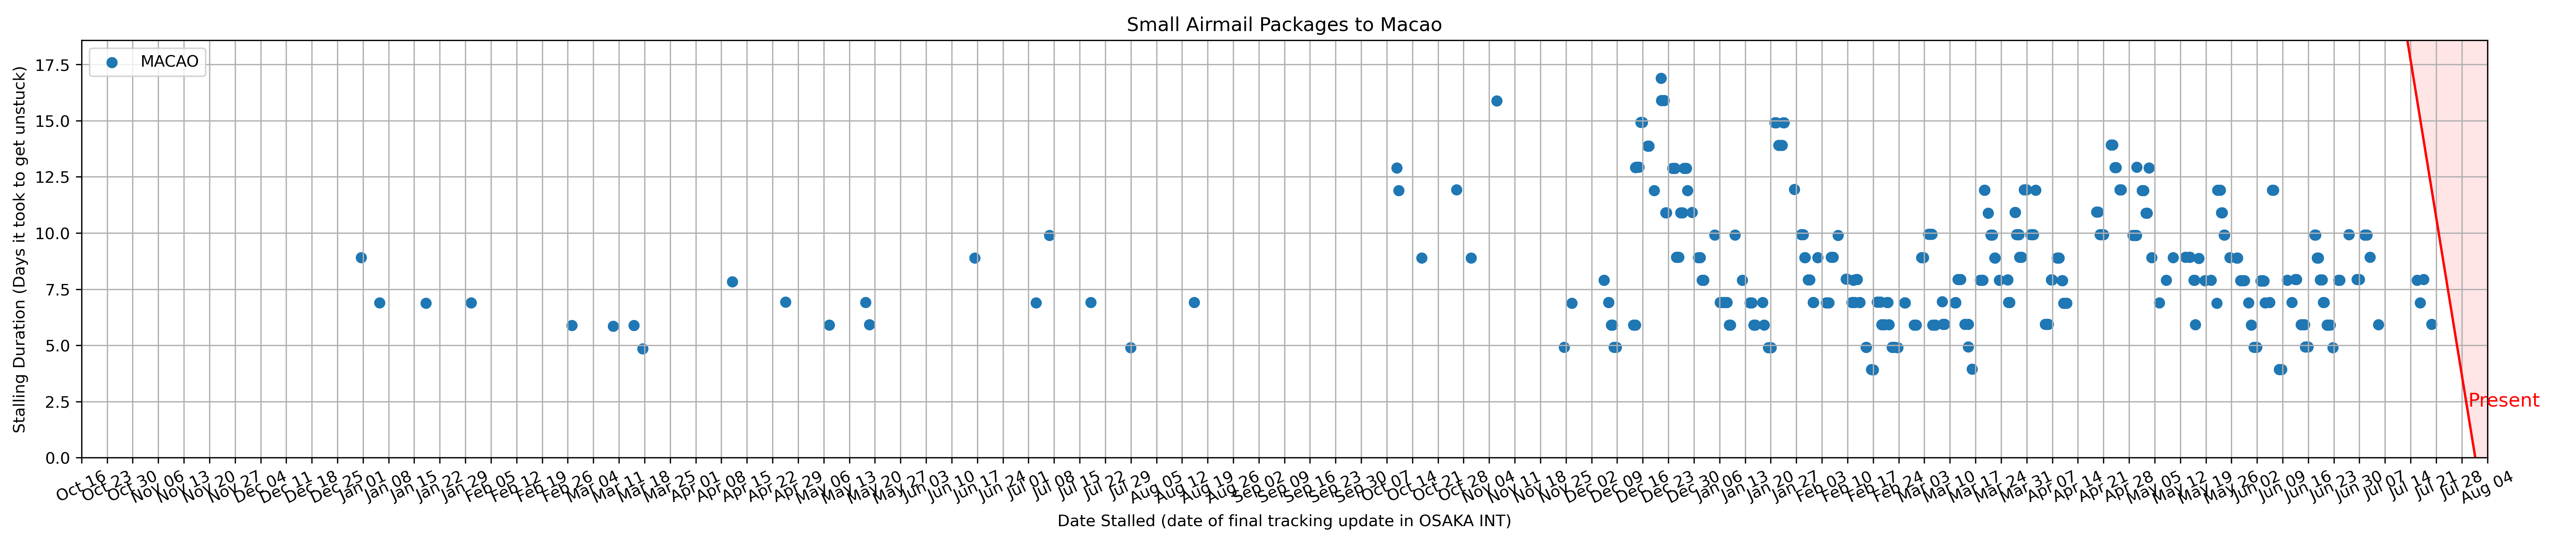 Small Airmail Packages to Macao
MACAO
Stalling Duration (Days it took to get unstuck)
17.5
15.0
12.5
10.0
7.5
5.0
2.5
0.0
Present
Oct 16
Oct 23
Oct 30
Nov 06
Nov 13
Nov 20
Nov 27
Dec 04
Dec 11
Dec 18
Dec 25
Jan 01
Jan 08
Jan 15
Jan 22
Jan 29
Feb 05
Feb 12
Feb 19
Feb 26
Mar 04
Mar 11
Mar 18
Mar 25
Apr 01
Apr 08
Apr 15
Apr 22
Apr 29
May 06
May 13
May 20
May 27
Jun 03
Jun 10
Jun 17
Jun 24
Jul 01
Jul 08
Jul 15
Jul 22
Jul 29
Aug 05
Aug 12
Aug 19
Aug 26
Sep 02
Sep 09
Sep 16
Sep 23
Sep 30
Oct 07
Oct 14
Oct 21
Oct 28
Nov 04
Nov 11
Nov 18
Nov 25
Dec 02
Dec 09
Dec 16
Dec 23
Dec 30
Jan 06
Jan 13
Jan 20
Jan 27
Feb 03
Feb 10
Feb 17
Feb 24
Mar 03
Mar 10
Mar 17
Mar 24
Mar 31
Apr 07
Apr 14
Apr 21
Apr 28
May 05
May 12
May 19
May 26
Jun 02
Jun 09
Jun 16
Jun 23
Jun 30
Jul 07
Jul 14
Jul 21
Jul 28
Aug 04
Date Stalled (date of final tracking update in OSAKA INT)